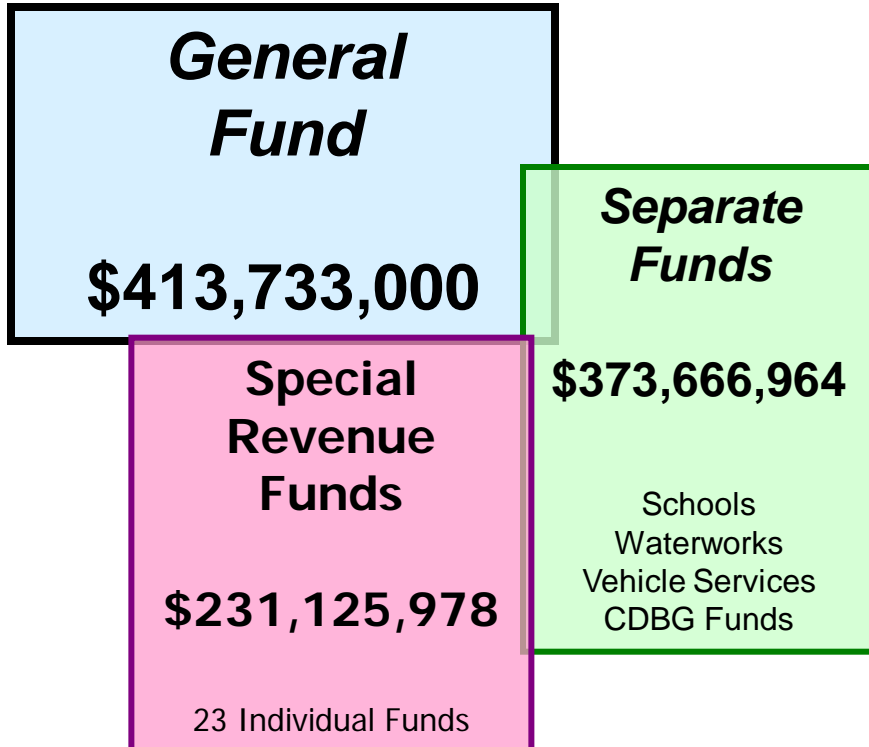 General
Fund
$413,733,000
Separate
Funds
$373,666,964
Schools
Waterworks
Vehicle Services
CDBG Funds
Special
Revenue
Funds
$231,125,978
23 Individual Funds